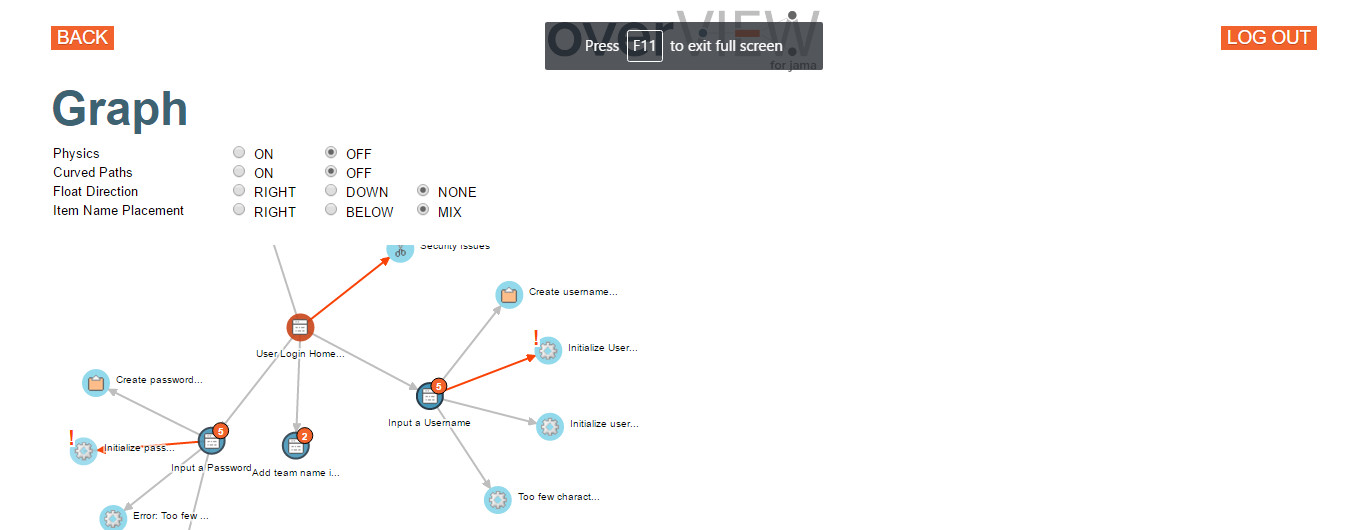 BACK
overVIEW
for jama
Press F11 to exit full screen
LOG OUT
Graph
Physics ON OFF
Curved Paths ON OFF
Float Direction RIGHT DOWN NONE
Item Name Placement RIGHT BELOW MIX
Security Issues
Create username...
! Initialize User...
User Login Home...
Create password...
5
Input a Username
Initialize user...
5
2
! Initialize pass...
Input a Password
Add team name i...
Too few charact...
Error: Too few ...